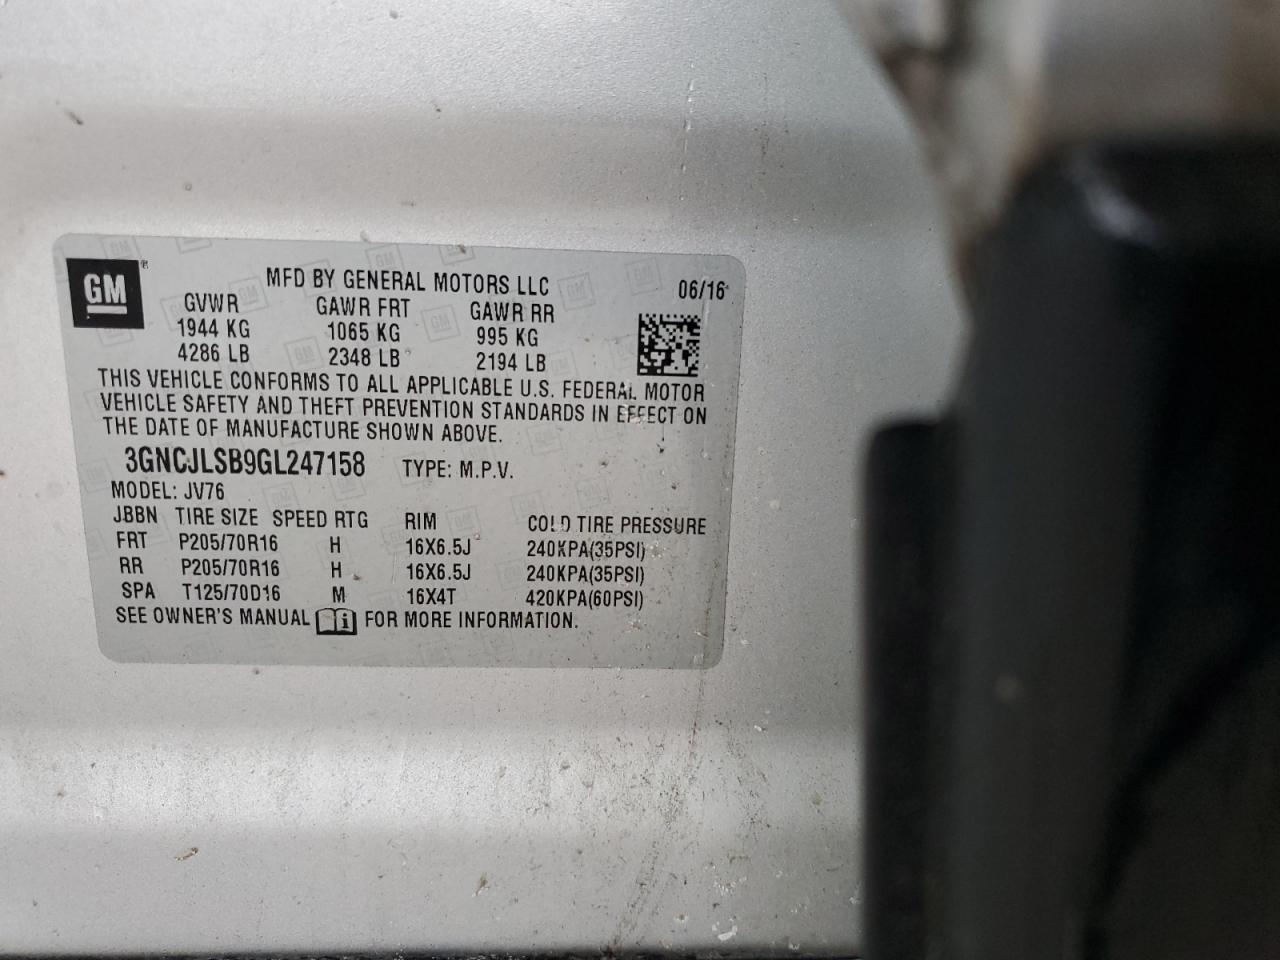 GM®
MFD BY GENERAL MOTORS LLC 06/16
GVWR GAWR FRT GAWR RR
1944 KG 1065 KG 995 KG
4286 LB 2348 LB 2194 LB
THIS VEHICLE CONFORMS TO ALL APPLICABLE U.S. FEDERAL MOTOR
VEHICLE SAFETY AND THEFT PREVENTION STANDARDS IN EFFECT ON
THE DATE OF MANUFACTURE SHOWN ABOVE.
3GNCJLSB9GL247158 TYPE: M.P.V.
MODEL: JV76
JBBN TIRE SIZE SPEED RTG RIM COLD TIRE PRESSURE
FRT P205/70R16 H 16X6.5J 240KPA(35PSI)
RR P205/70R16 H 16X6.5J 240KPA(35PSI)
SPA T125/70D16 M 16X4T 420KPA(60PSI)
SEE OWNER'S MANUAL i FOR MORE INFORMATION.